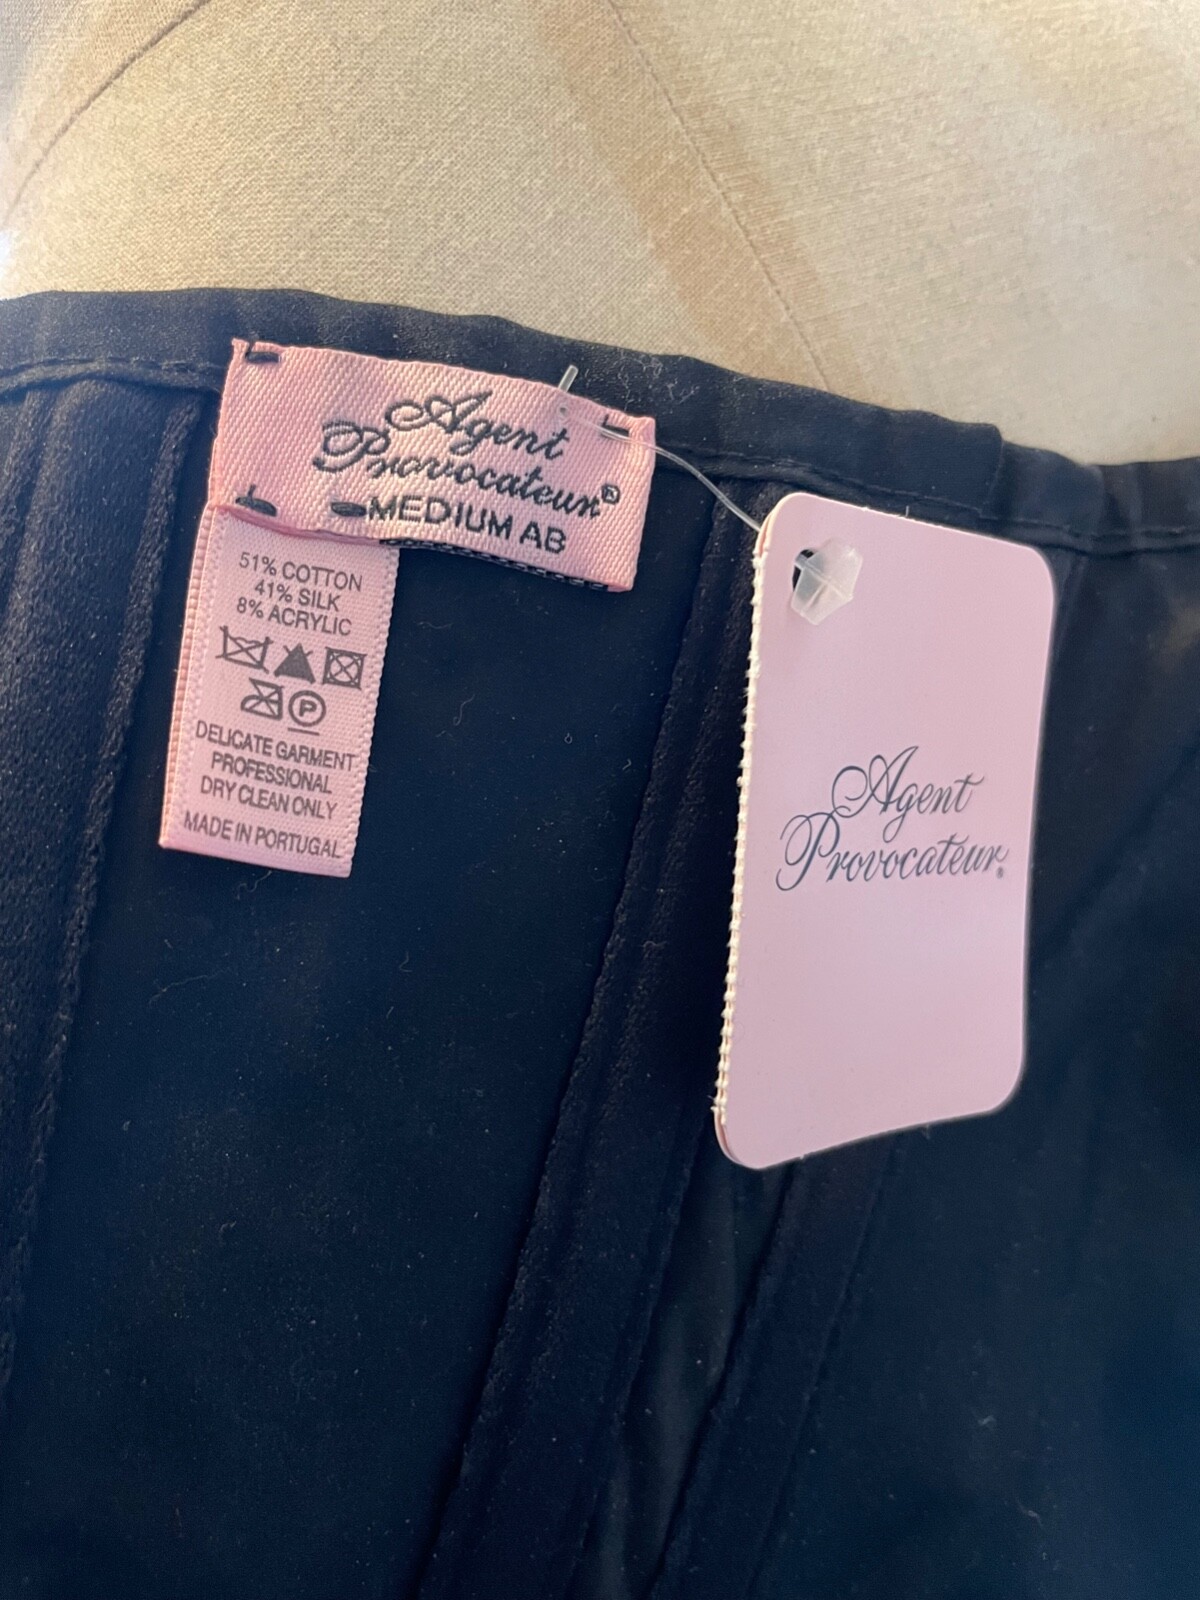 Agent
Provocateur®
MEDIUM AB
51% COTTON
41% SILK
8% ACRYLIC
P
DELICATE GARMENT
PROFESSIONAL
DRY CLEAN ONLY
MADE IN PORTUGAL
Agent
Provocateur®